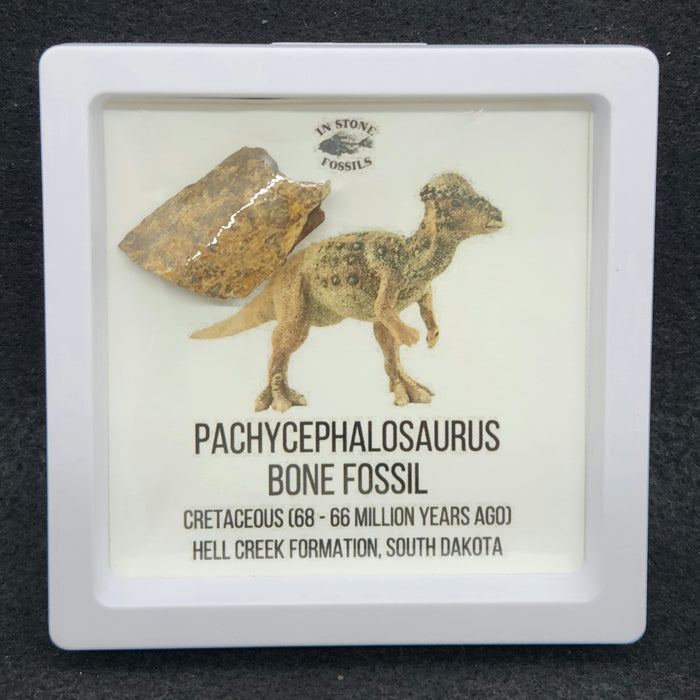 IN STONE
FOSSILS
PACHYCEPHALOSAURUS
BONE FOSSIL
CRETACEOUS (68 - 66 MILLION YEARS AGO)
HELL CREEK FORMATION, SOUTH DAKOTA